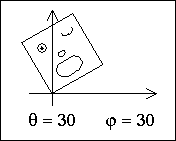 θ = 30 φ = 30